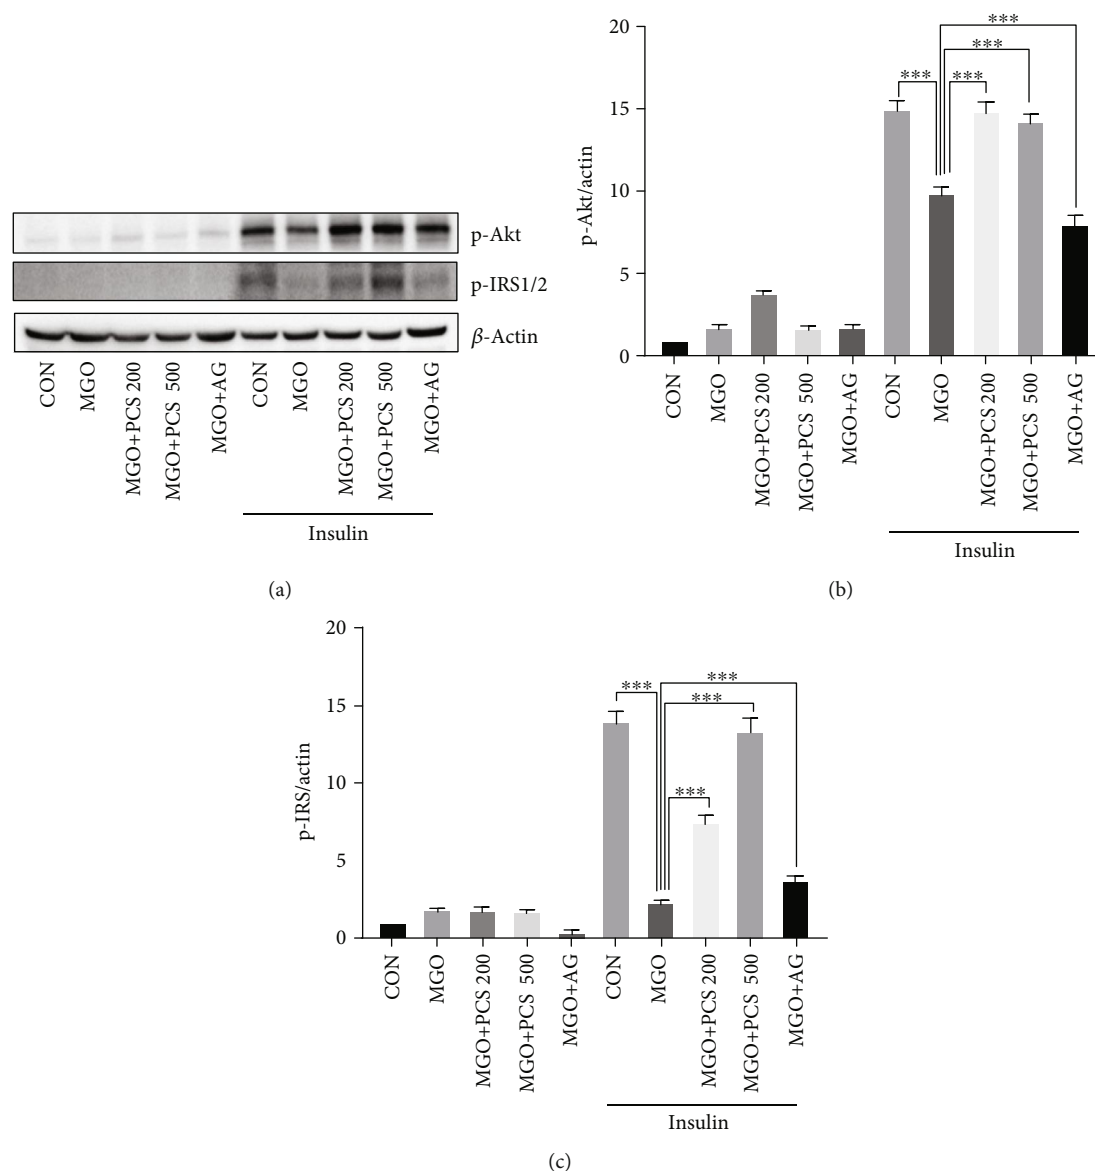 p-Akt
p-IRS1/2
β-Actin
CON
MGO
MGO+PCS 200
MGO+PCS 500
MGO+AG
CON
MGO
MGO+PCS 200
MGO+PCS 500
MGO+AG
Insulin
(a)
20
15
10
5
0
p-Akt/actin
***
***
***
***
CON
MGO
MGO+PCS 200
MGO+PCS 500
MGO+AG
CON
MGO
MGO+PCS 200
MGO+PCS 500
MGO+AG
Insulin
(b)
20
15
10
5
0
p-IRS/actin
***
***
***
***
CON
MGO
MGO+PCS 200
MGO+PCS 500
MGO+AG
CON
MGO
MGO+PCS 200
MGO+PCS 500
MGO+AG
Insulin
(c)